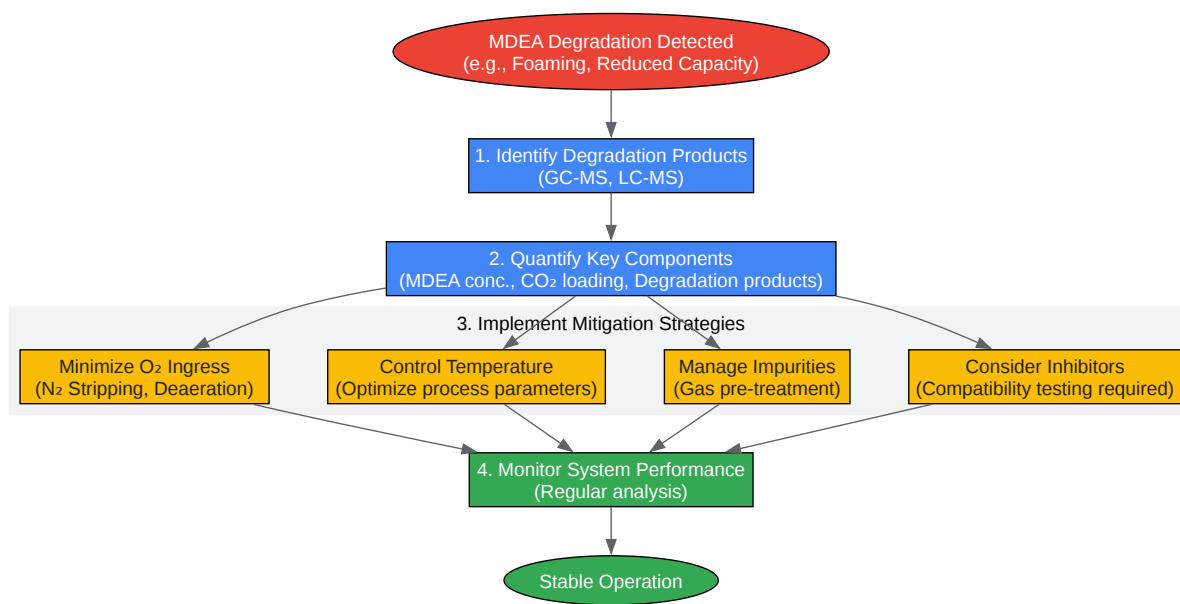 MDEA Degradation Detected
(e.g., Foaming, Reduced Capacity)
1. Identify Degradation Products
(GC-MS, LC-MS)
2. Quantify Key Components
(MDEA conc., CO₂ loading, Degradation products)
3. Implement Mitigation Strategies
Minimize O₂ Ingress
(N₂ Stripping, Deaeration)
Control Temperature
(Optimize process parameters)
Manage Impurities
(Gas pre-treatment)
Consider Inhibitors
(Compatibility testing required)
4. Monitor System Performance
(Regular analysis)
Stable Operation